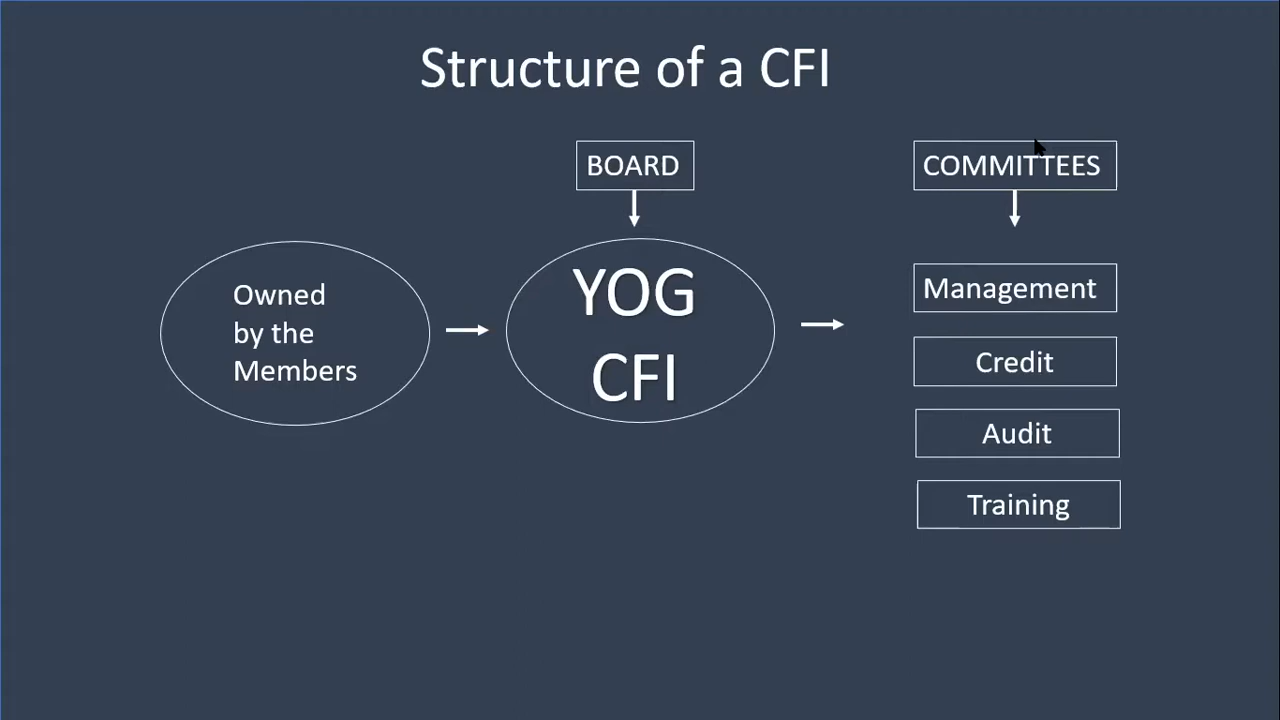 Structure of a CFI
BOARD
COMMITTEES
Owned
by the
Members
YOG
CFI
Management
Credit
Audit
Training